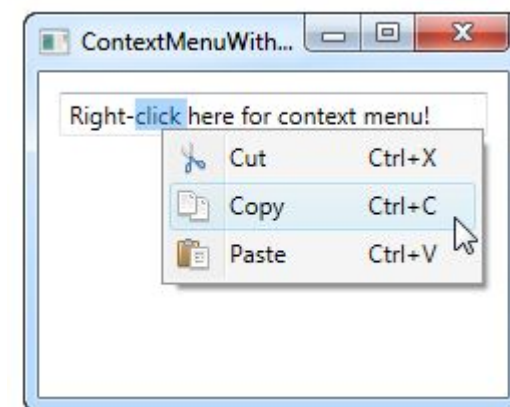 ContextMenuWith...
Right-click here for context menu!
Cut Ctrl+X
Copy Ctrl+C
Paste Ctrl+V